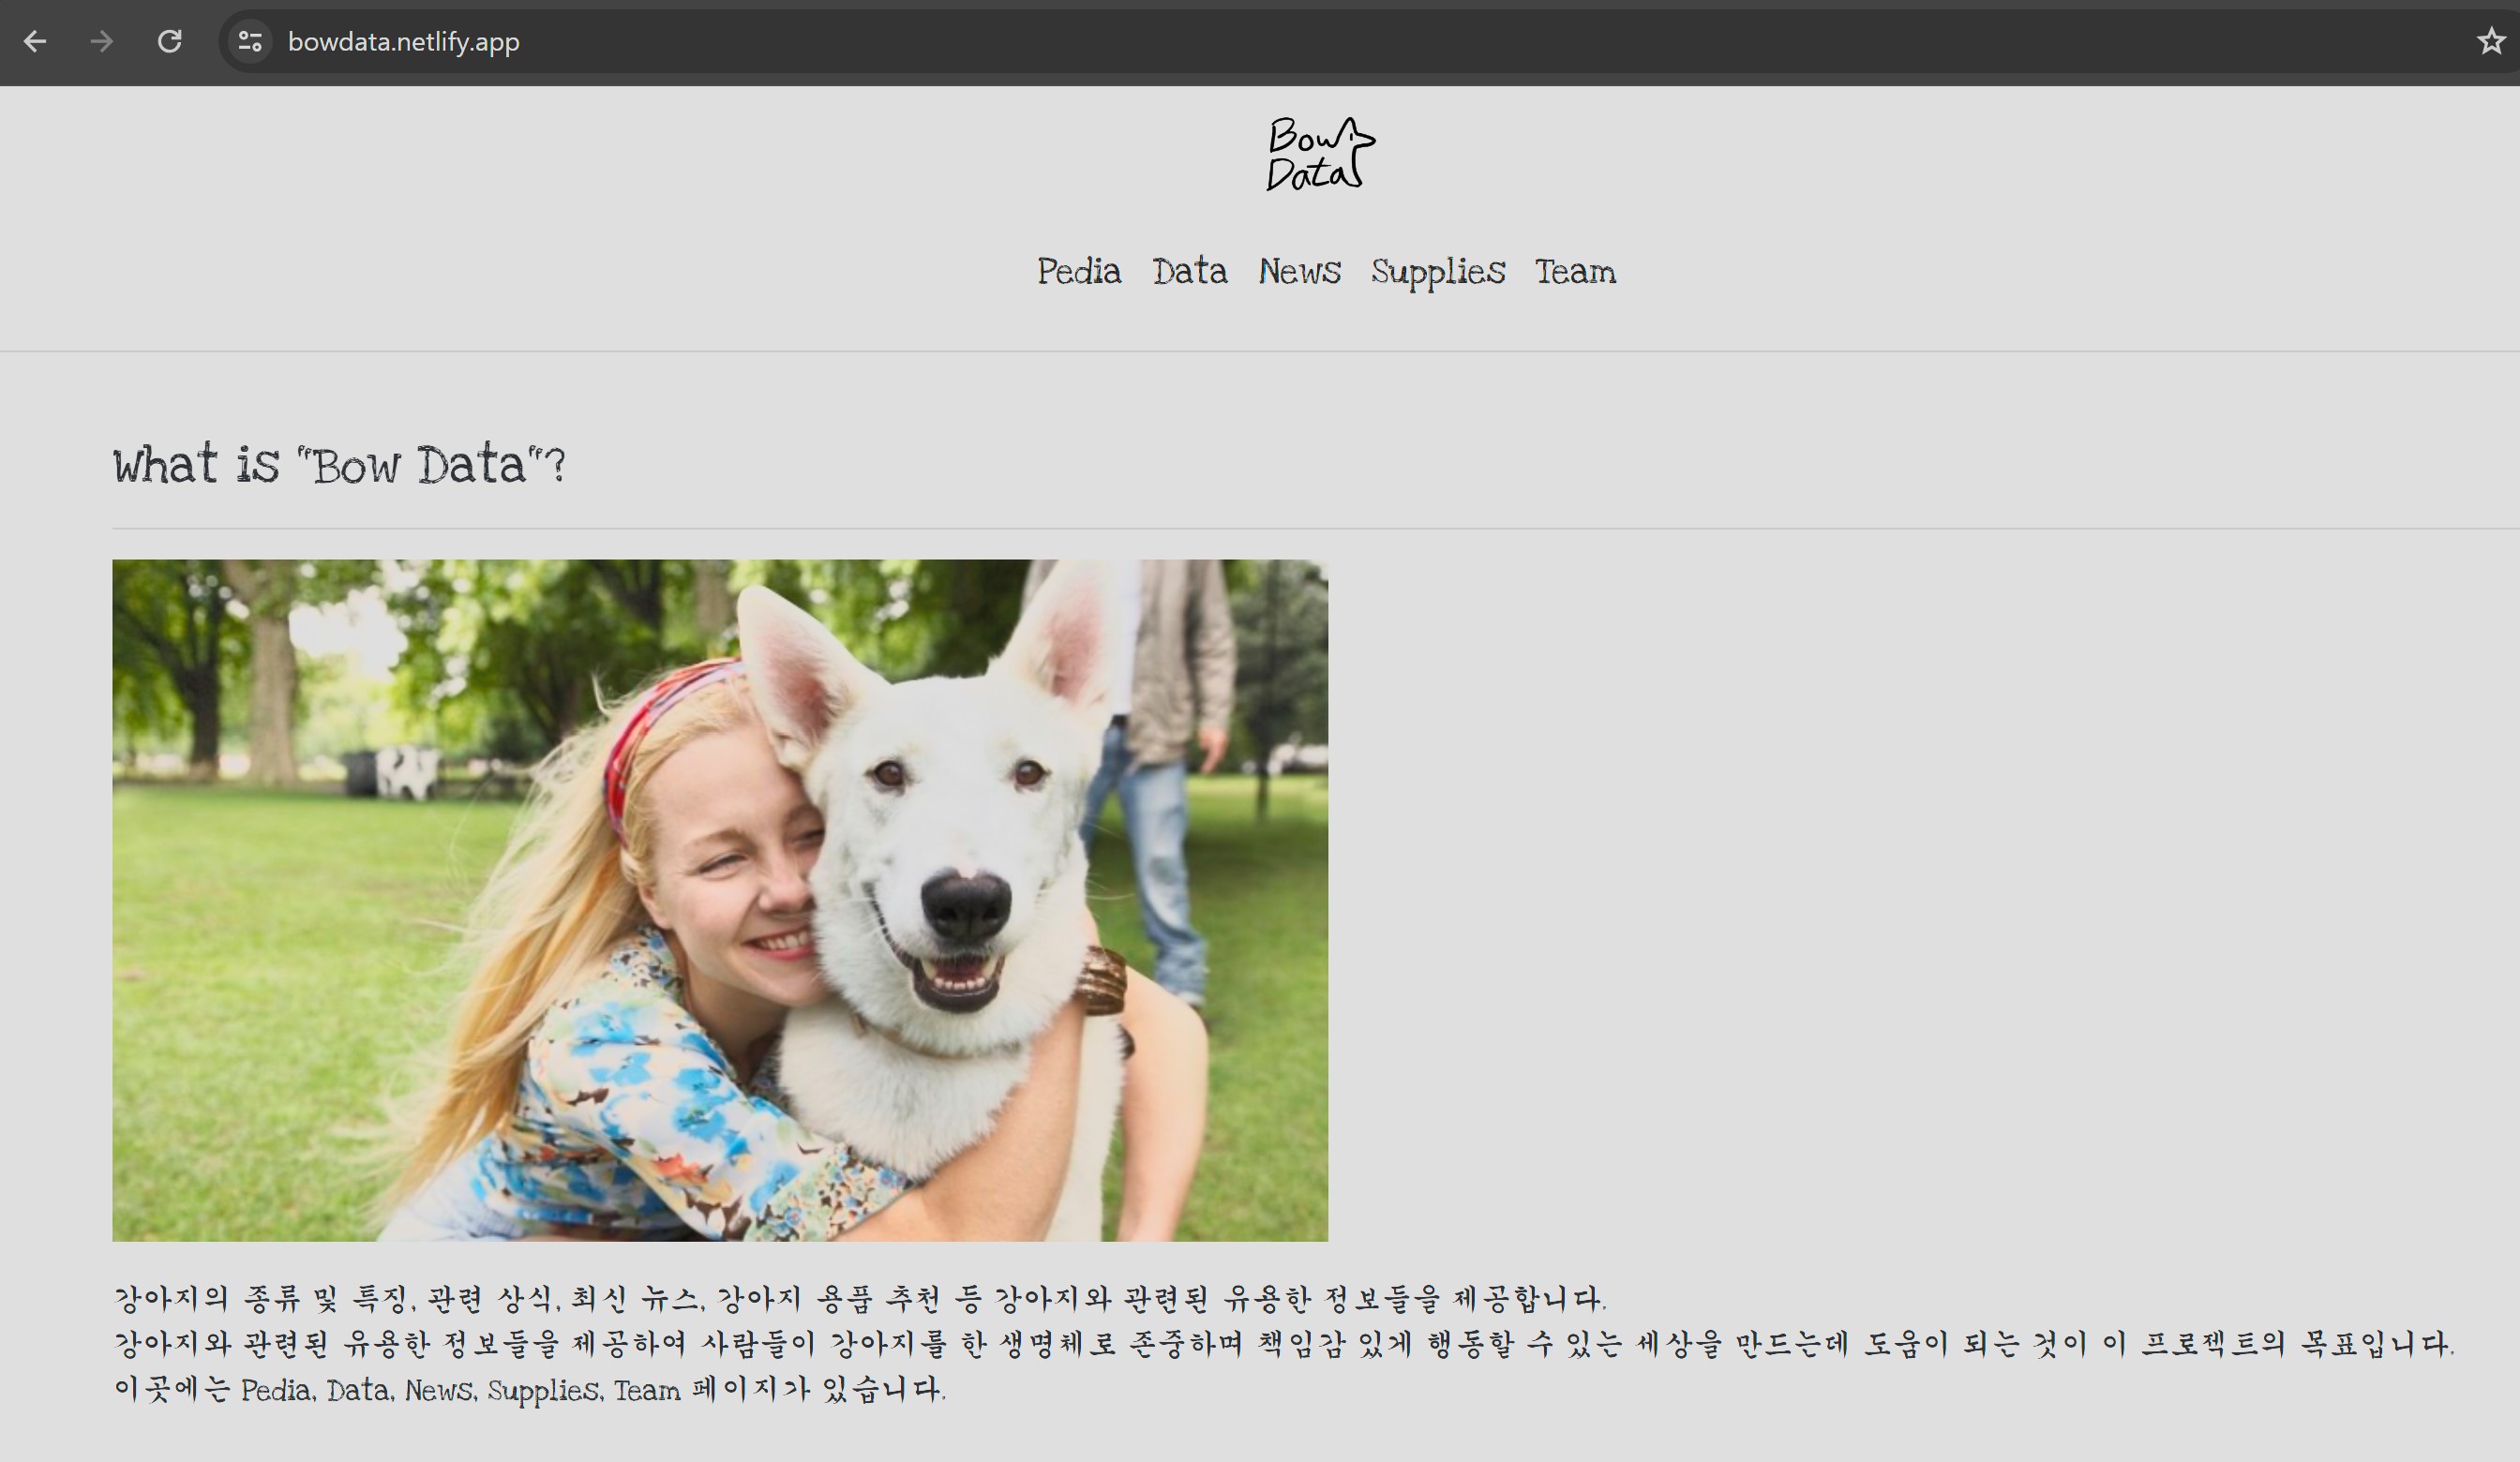 bowdata.netlify.app
Bow
Data
Pedia Data News Supplies Team
What is "Bow Data"?
강아지의 종류 및 특징, 관련 상식, 최신 뉴스, 강아지 용품 추천 등 강아지와 관련된 유용한 정보들을 제공합니다.
강아지와 관련된 유용한 정보들을 제공하여 사람들이 강아지를 한 생명체로 존중하며 책임감 있게 행동할 수 있는 세상을 만드는데 도움이 되는 것이 이 프로젝트의 목표입니다.
이곳에는 Pedia, Data, News, Supplies, Team 페이지가 있습니다.